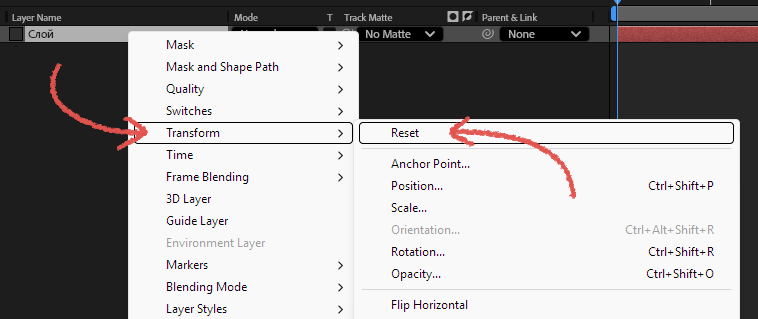 Layer Name Mode T Track Matte Parent & Link
Слой No Matte None
Mask
Mask and Shape Path
Quality
Switches
Transform
Time
Frame Blending
3D Layer
Guide Layer
Environment Layer
Markers
Blending Mode
Layer Styles
Reset
Anchor Point...
Position... Ctrl+Shift+P
Scale...
Orientation... Ctrl+Alt+Shift+R
Rotation... Ctrl+Shift+R
Opacity... Ctrl+Shift+O
Flip Horizontal